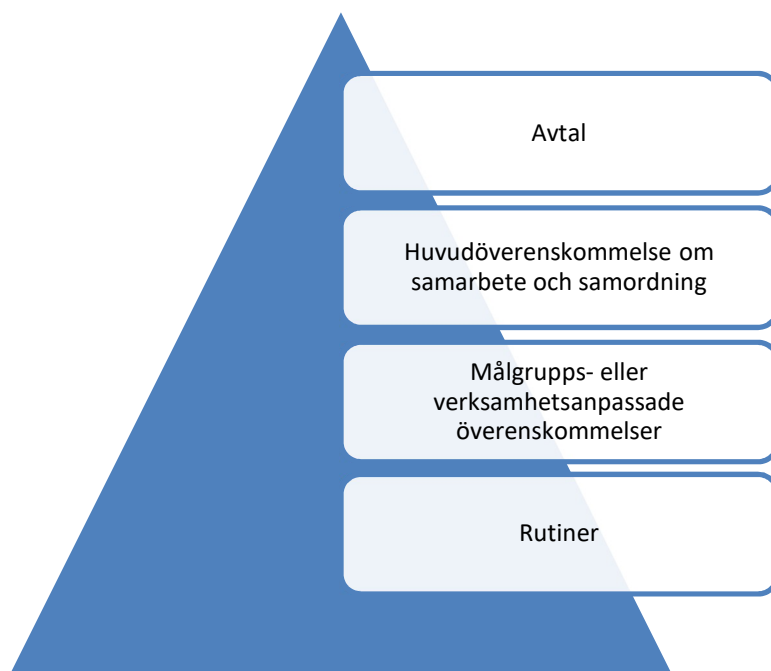 Avtal
Huvudöverenskommelse om
samarbete och samordning
Målgrupps- eller
verksamhetsanpassade
överenskommelser
Rutiner